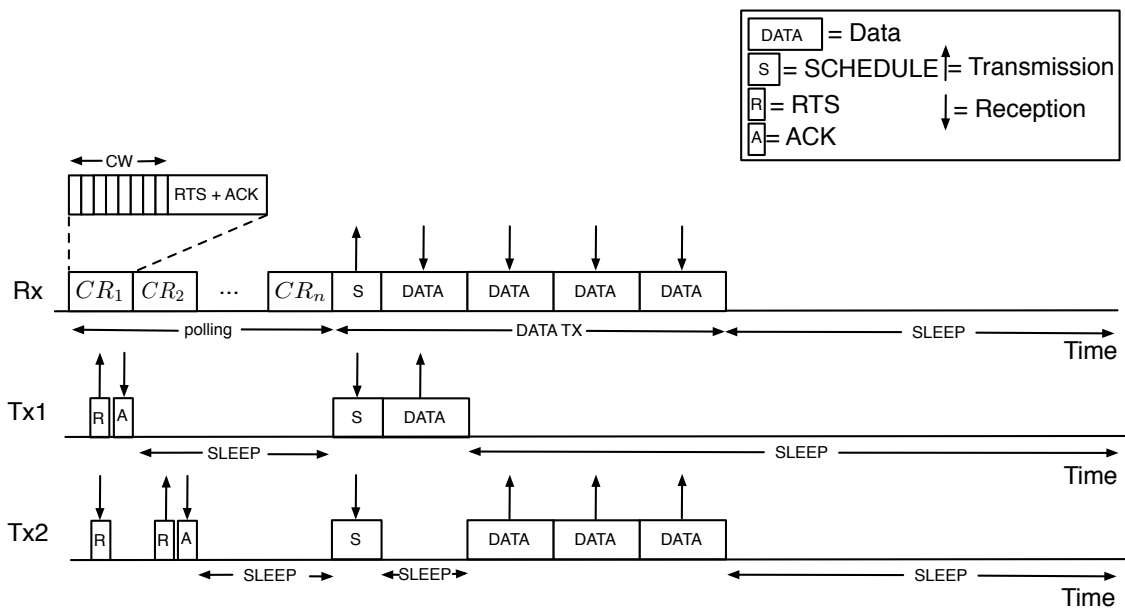 DATA = Data
S = SCHEDULE = Transmission
R = RTS = Reception
A = ACK
CW
RTS + ACK
Rx CR₁ CR₂ ... CRₙ S DATA DATA DATA DATA
polling DATA TX SLEEP
Time
Tx1 R A S DATA
SLEEP SLEEP
Time
Tx2 R R A S DATA DATA DATA
SLEEP SLEEP SLEEP
Time